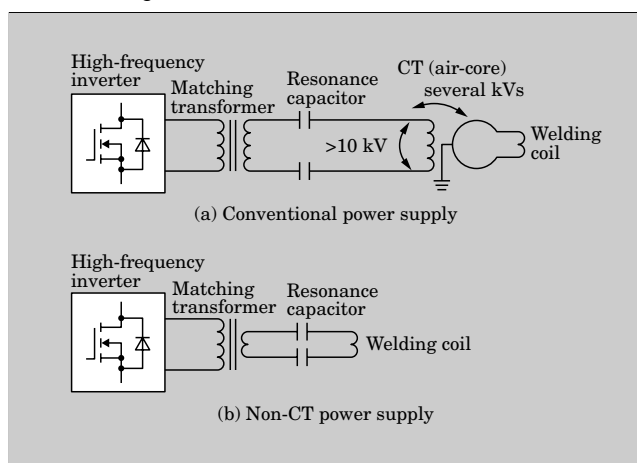 High-frequency
inverter
Matching
transformer
Resonance
capacitor
CT (air-core)
several kVs
>10 kV
Welding
coil
(a) Conventional power supply
High-frequency
inverter
Matching
transformer
Resonance
capacitor
Welding coil
(b) Non-CT power supply